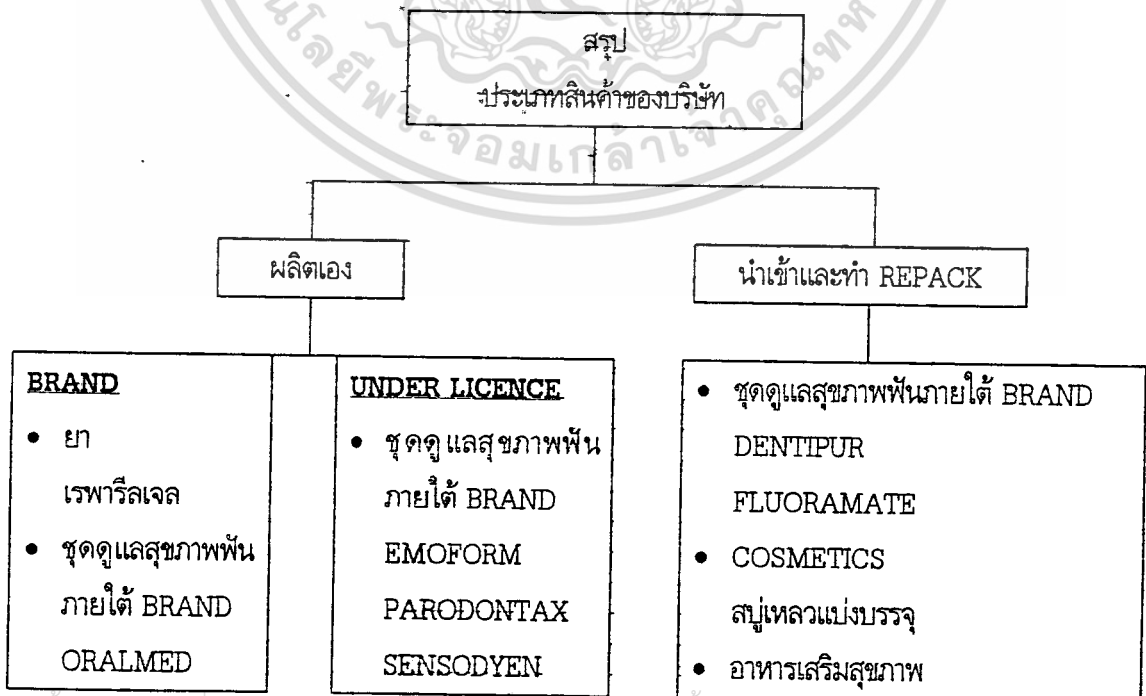 สรุป
ประเภทสินค้าของบริษัท
ผลิตเอง
นำเข้าและทำ REPACK
BRAND
• ยา
เรพารีลเจล
• ชุดดูแลสุขภาพฟัน
ภายใต้ BRAND
ORALMED
UNDER LICENCE
• ชุดดูแลสุขภาพฟัน
ภายใต้ BRAND
EMOFORM
PARODONTAX
SENSODYEN
• ชุดดูแลสุขภาพฟันภายใต้ BRAND
DENTIPUR
FLUORAMATE
• COSMETICS
สบู่เหลวแบ่งบรรจุ
• อาหารเสริมสุขภาพ